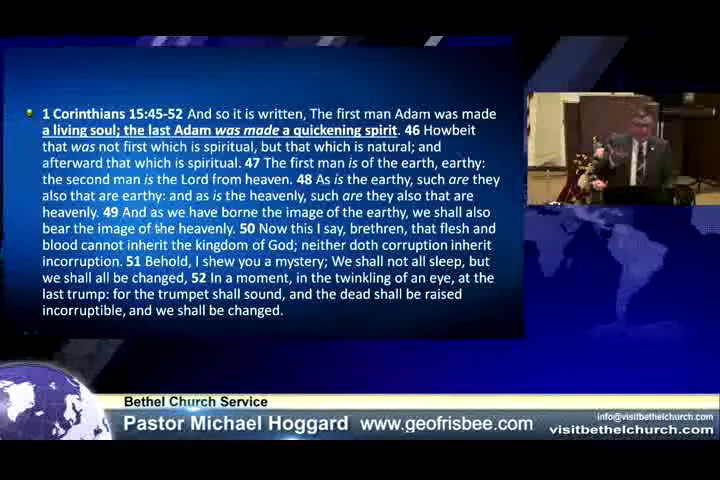 1 Corinthians 15:45-52 And so it is written, The first man Adam was made
a living soul; the last Adam was made a quickening spirit. 46 Howbeit
that was not first which is spiritual, but that which is natural; and
afterward that which is spiritual. 47 The first man is of the earth, earthy:
the second man is the Lord from heaven. 48 As is the earthy, such are they
also that are earthy: and as is the heavenly, such are they also that are
heavenly. 49 And as we have borne the image of the earthy, we shall also
bear the image of the heavenly. 50 Now this I say, brethren, that flesh and
blood cannot inherit the kingdom of God; neither doth corruption inherit
incorruption. 51 Behold, I shew you a mystery; We shall not all sleep, but
we shall all be changed, 52 In a moment, in the twinkling of an eye, at the
last trump: for the trumpet shall sound, and the dead shall be raised
incorruptible, and we shall be changed.
Bethel Church Service
Pastor Michael Hoggard www.geofrisbee.com
info@visitbethelchurch.com
visitbethelchurch.com